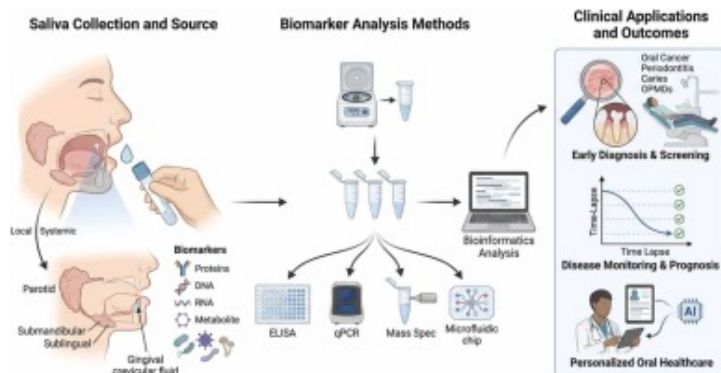 Saliva Collection and Source
Local
Systemic
Parotid
Submandibular
Sublingual
Gingival
crevicular fluid
Biomarkers
Proteins
DNA
RNA
Metabolite
Biomarker Analysis Methods
ELISA
qPCR
Mass Spec
Microfluidic
chip
Bioinformatics
Analysis
Clinical Applications
and Outcomes
Oral Cancer
Periodontitis
Caries
OPMDs
Early Diagnosis & Screening
Time-Lapse
Time Lapse
Disease Monitoring & Prognosis
AI
Personalized Oral Healthcare